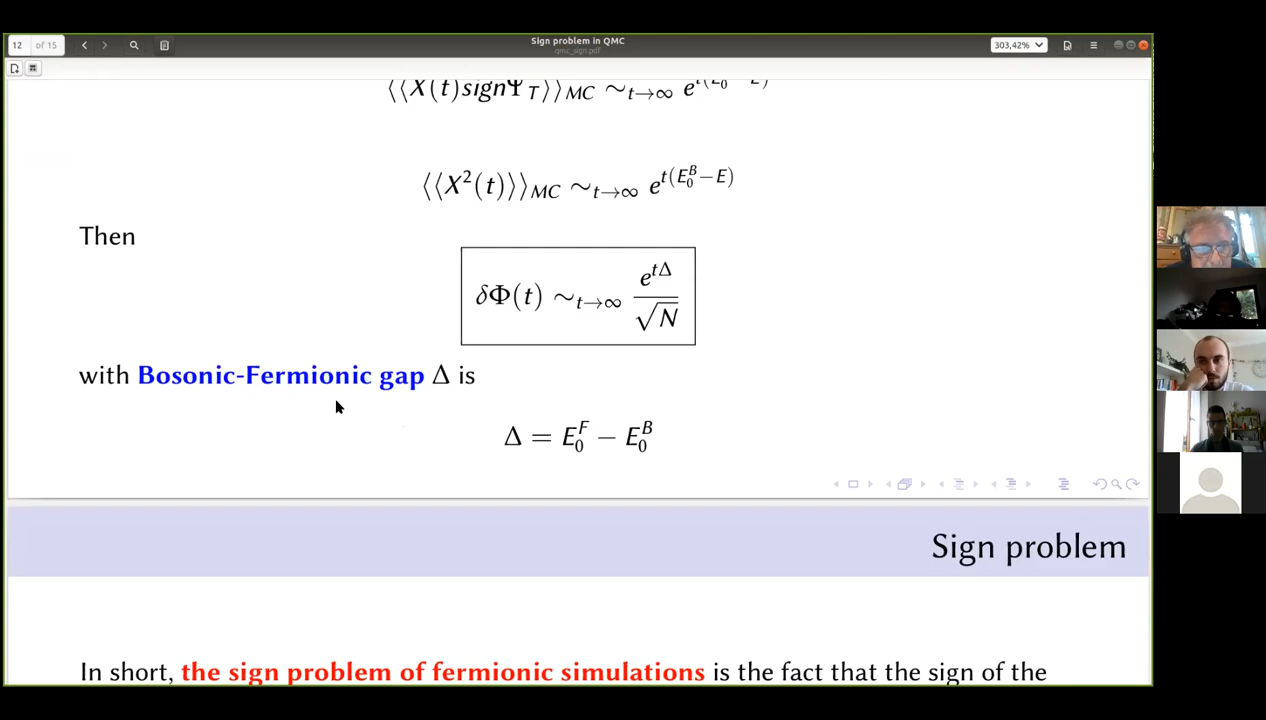 12 of 15
Sign problem in QMC
qmc_sign.pdf
303,42%
⟨⟨X(t)signΨ_T⟩⟩_MC ∼_{t→∞}
⟨⟨X²(t)⟩⟩_MC ∼_{t→∞} e^{t(E_0^B−E)}
Then
δΦ(t) ∼_{t→∞} e^{tΔ}/√N
with Bosonic-Fermionic gap Δ is
Δ = E_0^F − E_0^B
Sign problem
In short, the sign problem of fermionic simulations is the fact that the sign of the